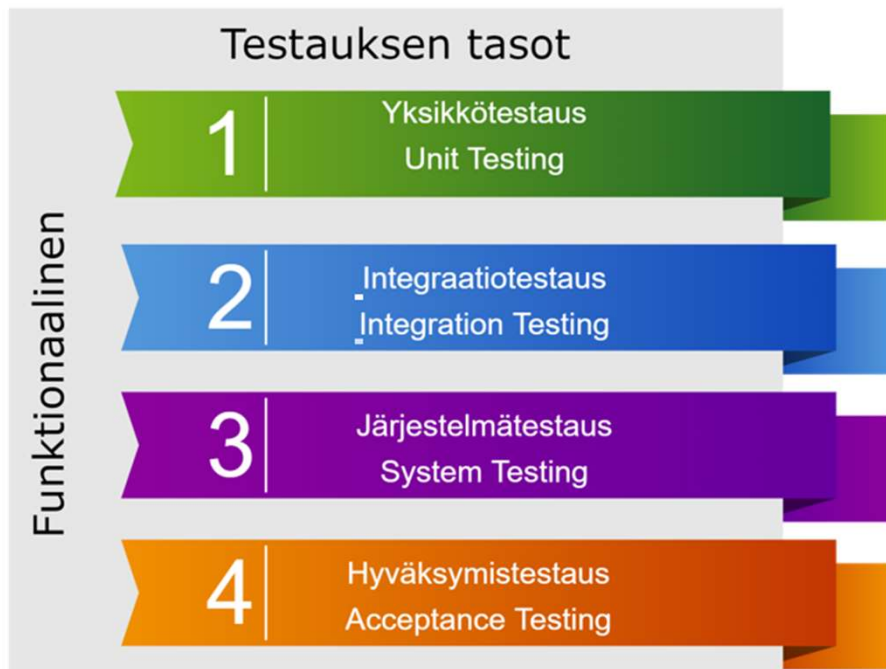 Testauksen tasot
Funktionaalinen
1
Yksikkötestaus
Unit Testing
2
Integraatiotestaus
Integration Testing
3
Järjestelmätestaus
System Testing
4
Hyväksymistestaus
Acceptance Testing